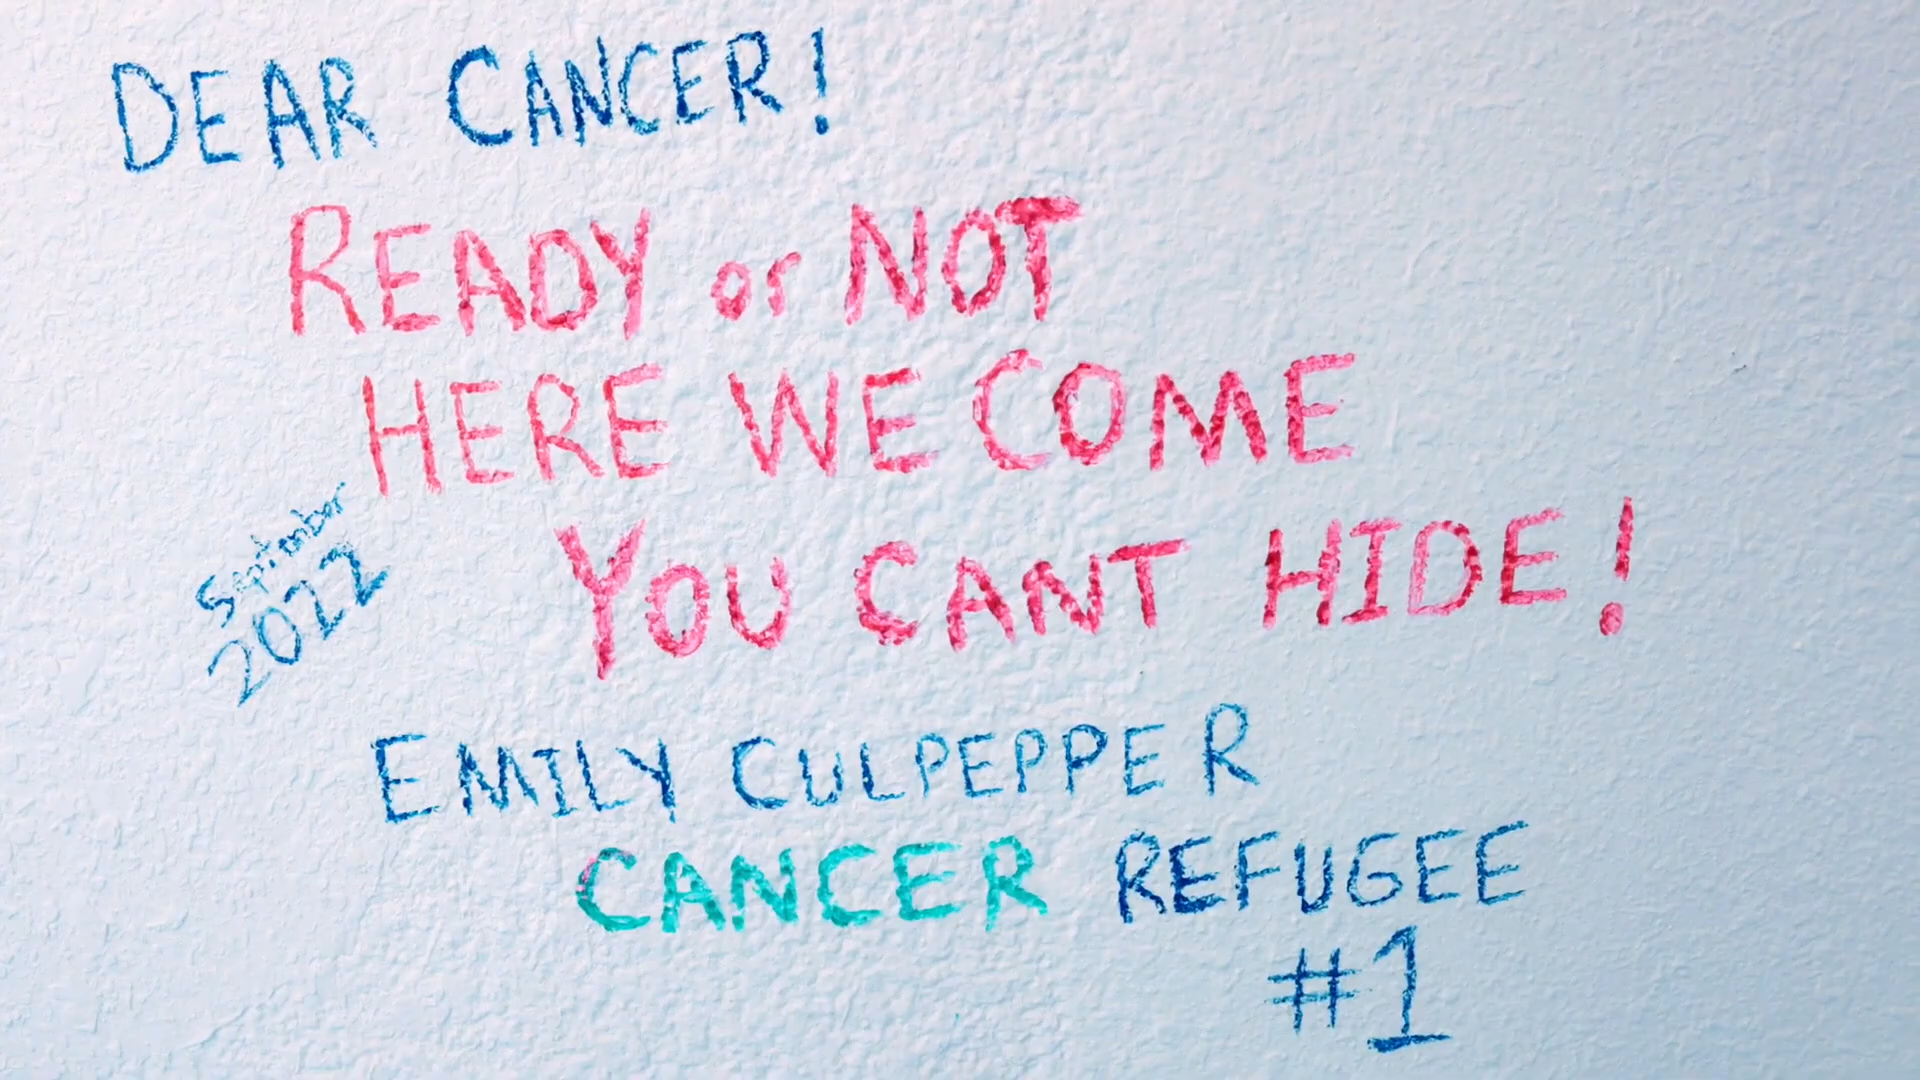 DEAR CANCER!
READY or NOT
HERE WE COME
YOU CANT HIDE!
September
2022
EMILY CULPEPPER
CANCER REFUGEE
#1